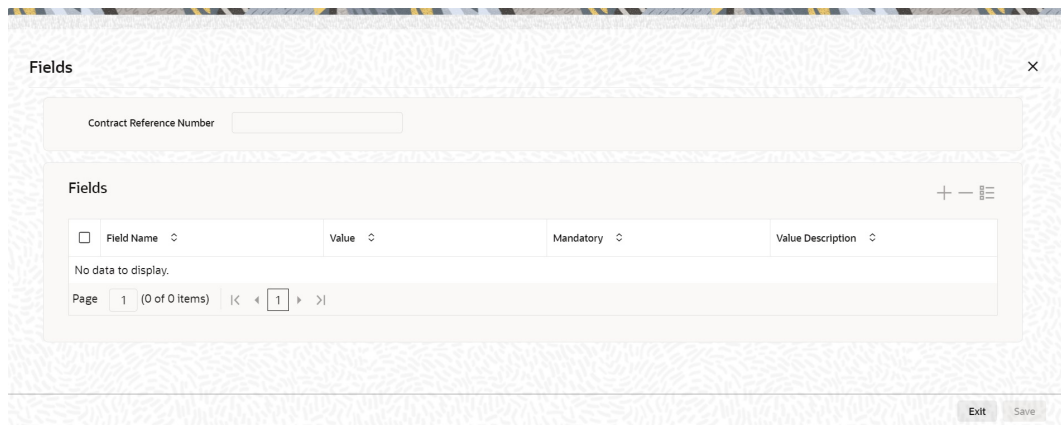 Fields
Contract Reference Number
Fields
Field Name Value Mandatory Value Description
No data to display.
Page 1 (0 of 0 items) 1
Exit Save